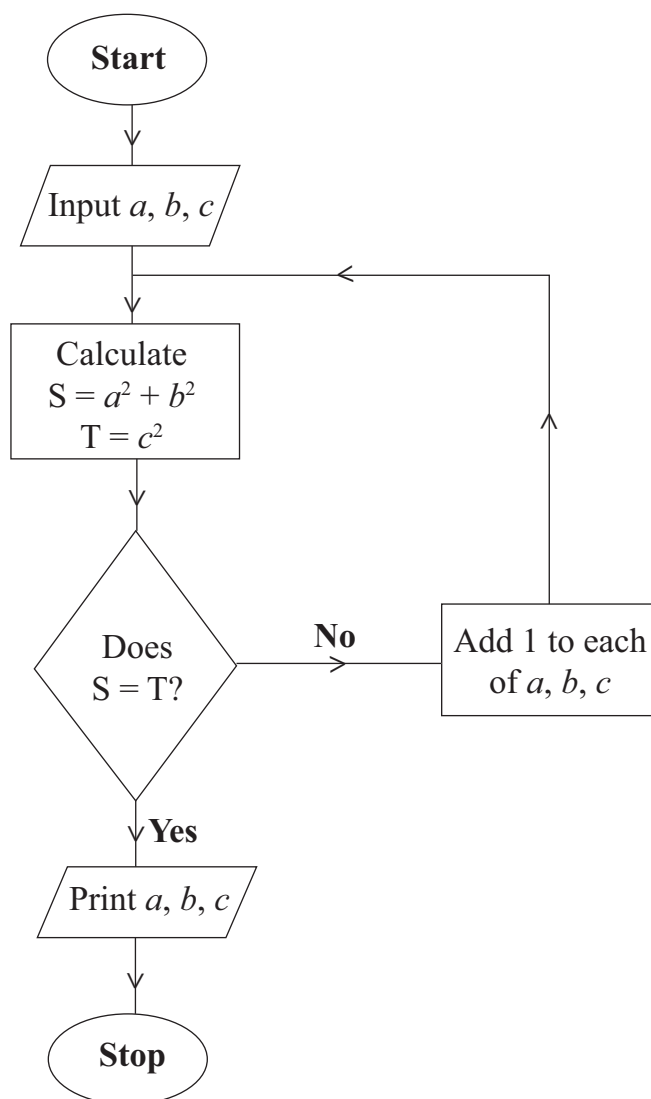 Start
Input a, b, c
Calculate
S = a² + b²
T = c²
Does
S = T?
No
Add 1 to each
of a, b, c
Yes
Print a, b, c
Stop